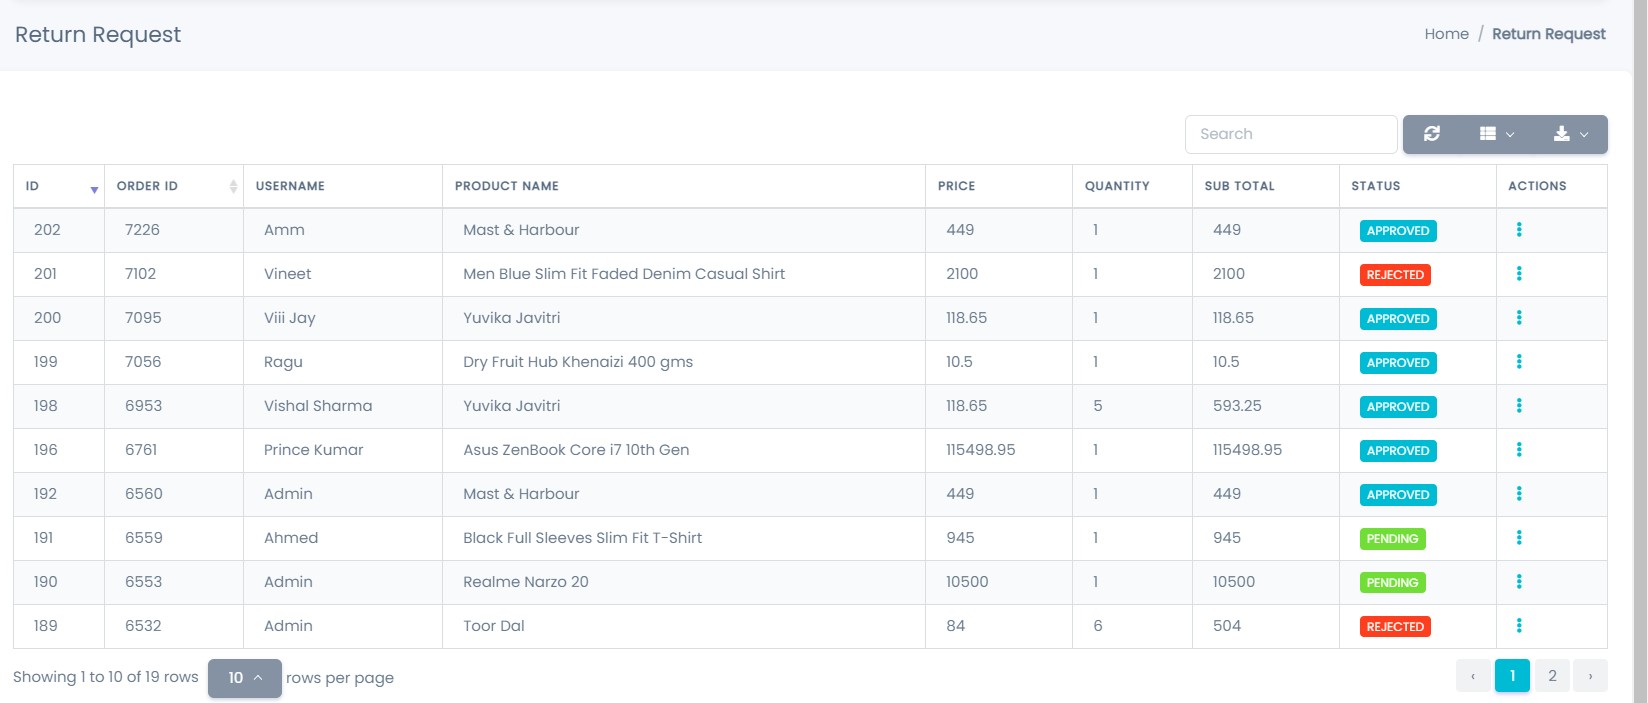 Return Request
Home / Return Request
Search
ID ORDER ID USERNAME PRODUCT NAME PRICE QUANTITY SUB TOTAL STATUS ACTIONS
202 7226 Amm Mast & Harbour 449 1 449 APPROVED
201 7102 Vineet Men Blue Slim Fit Faded Denim Casual Shirt 2100 1 2100 REJECTED
200 7095 Viii Jay Yuvika Javitri 118.65 1 118.65 APPROVED
199 7056 Ragu Dry Fruit Hub Khenaizi 400 gms 10.5 1 10.5 APPROVED
198 6953 Vishal Sharma Yuvika Javitri 118.65 5 593.25 APPROVED
196 6761 Prince Kumar Asus ZenBook Core i7 10th Gen 115498.95 1 115498.95 APPROVED
192 6560 Admin Mast & Harbour 449 1 449 APPROVED
191 6559 Ahmed Black Full Sleeves Slim Fit T-Shirt 945 1 945 PENDING
190 6553 Admin Realme Narzo 20 10500 1 10500 PENDING
189 6532 Admin Toor Dal 84 6 504 REJECTED
Showing 1 to 10 of 19 rows 10 rows per page ‹ 1 2 ›